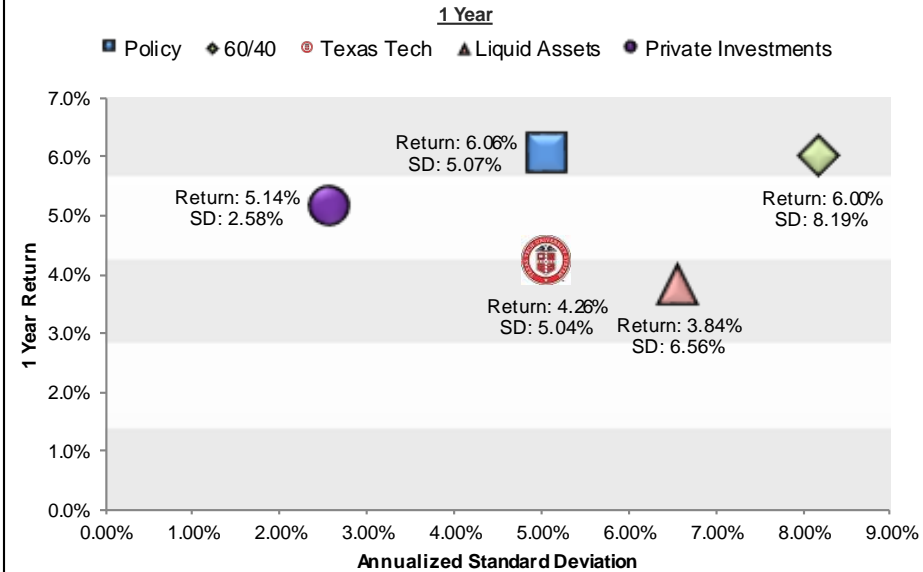 1 Year
Policy 60/40 Texas Tech Liquid Assets Private Investments
7.0%
6.0%
5.0%
4.0%
3.0%
2.0%
1.0%
0.0%
1 Year Return
Return: 6.06%
SD: 5.07%
Return: 5.14%
SD: 2.58%
Return: 6.00%
SD: 8.19%
Return: 4.26%
SD: 5.04%
Return: 3.84%
SD: 6.56%
0.00% 1.00% 2.00% 3.00% 4.00% 5.00% 6.00% 7.00% 8.00% 9.00%
Annualized Standard Deviation